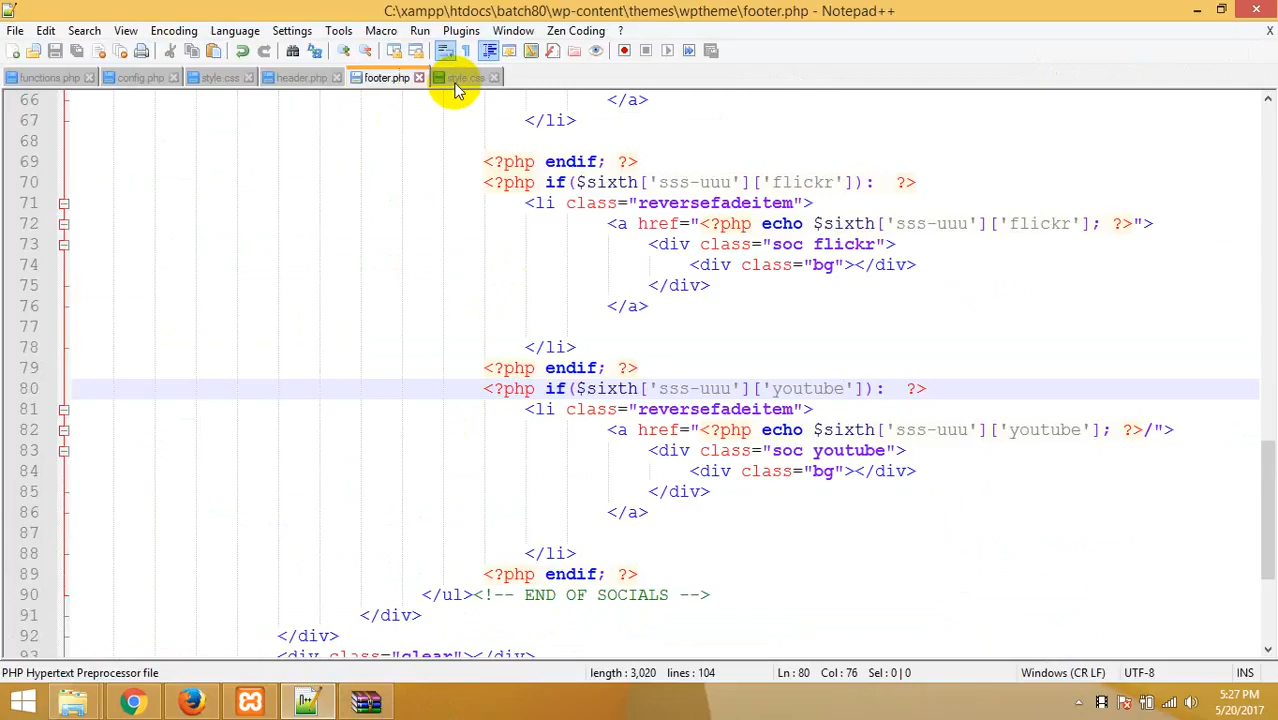 C:\xampp\htdocs\batch80\wp-content\themes\wptheme\footer.php - Notepad++
File Edit Search View Encoding Language Settings Tools Macro Run Plugins Window Zen Coding ? X
functions.php config.php style.css header.php footer.php style.css
66 </a>
67 </li>
68
69 <?php endif; ?>
70 <?php if($sixth['sss-uuu']['flickr']): ?>
71 <li class="reversefadeitem">
72 <a href="<?php echo $sixth['sss-uuu']['flickr']; ?>">
73 <div class="soc flickr">
74 <div class="bg"></div>
75 </div>
76 </a>
77
78 </li>
79 <?php endif; ?>
80 <?php if($sixth['sss-uuu']['youtube']): ?>
81 <li class="reversefadeitem">
82 <a href="<?php echo $sixth['sss-uuu']['youtube']; ?>/">
83 <div class="soc youtube">
84 <div class="bg"></div>
85 </div>
86 </a>
87
88 </li>
89 <?php endif; ?>
90 </ul><!-- END OF SOCIALS -->
91 </div>
92 </div>
93 <div class="clear"></div>
PHP Hypertext Preprocessor file length : 3,020 lines : 104 Ln : 80 Col : 76 Sel : 0 | 0 Windows (CR LF) UTF-8 INS
5:27 PM
5/20/2017